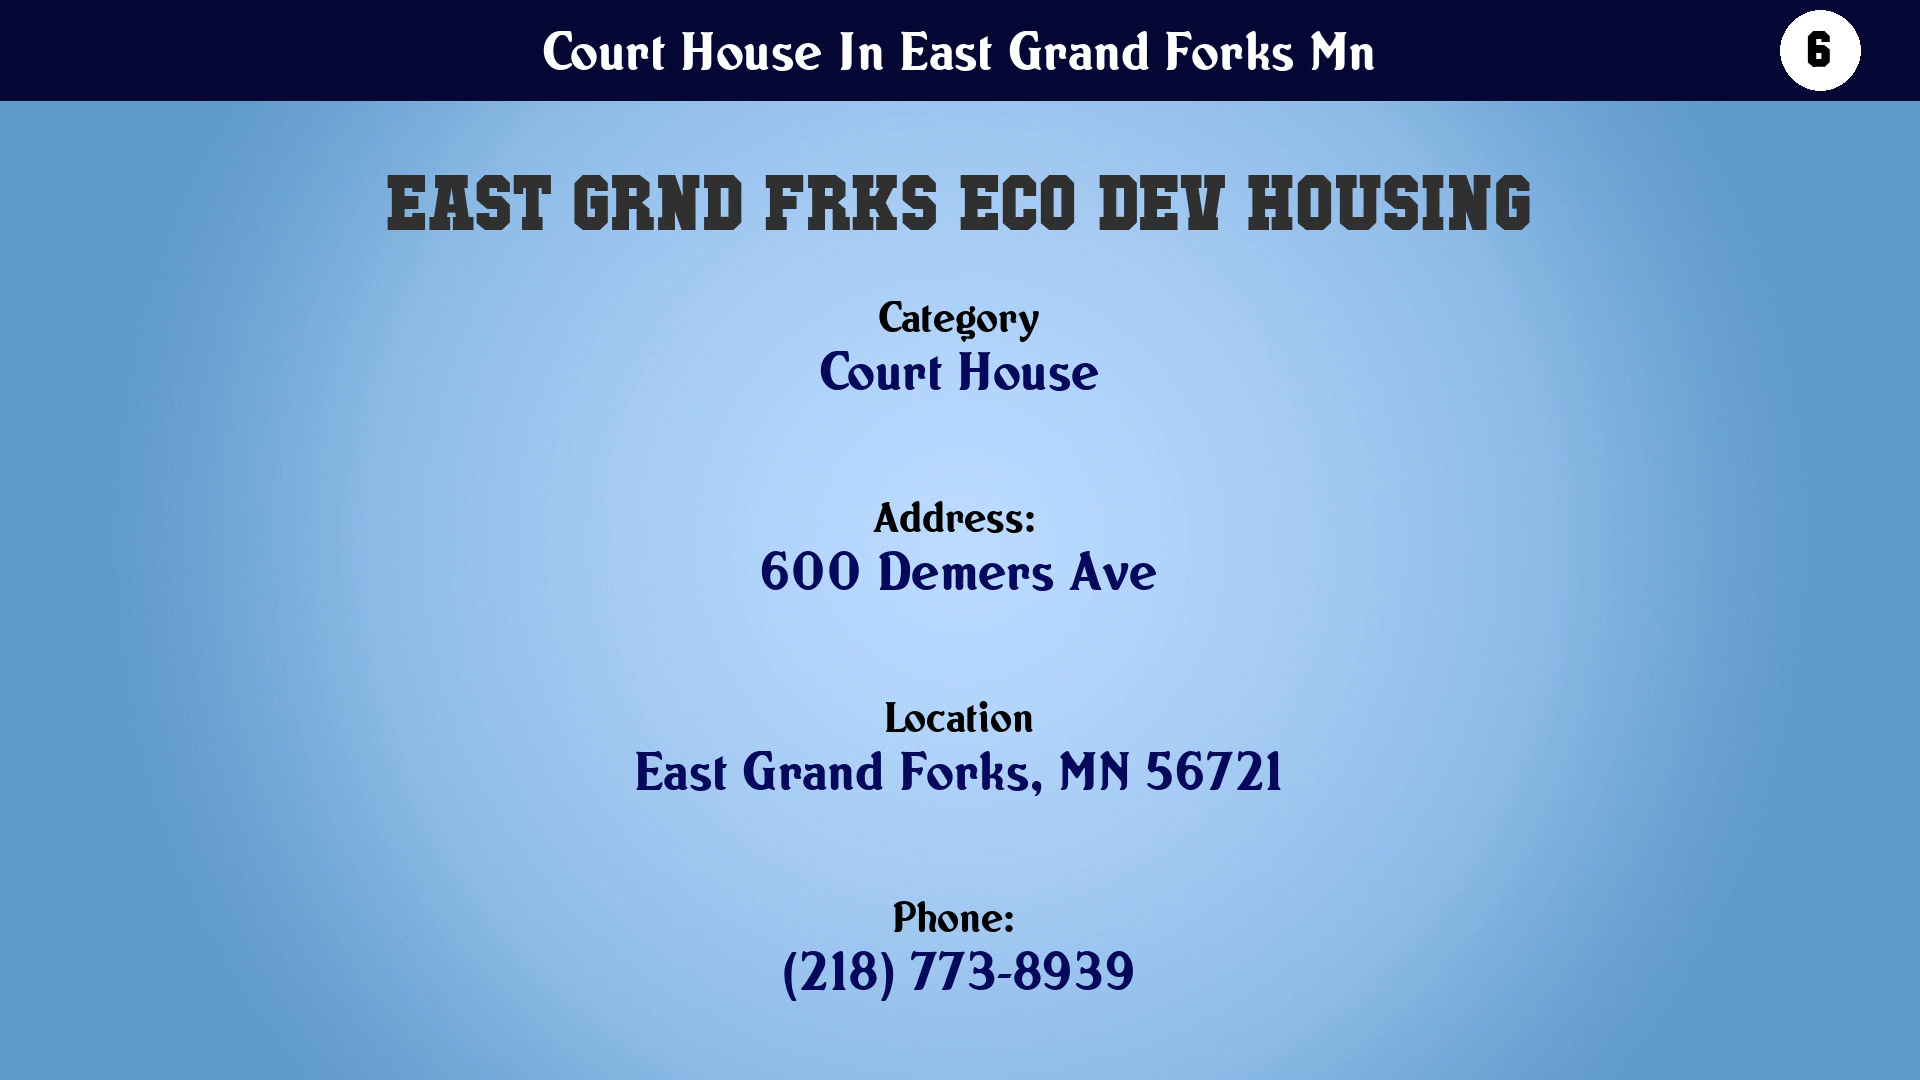 Court House In East Grand Forks Mn
6
EAST GRND FRKS ECO DEV HOUSING
Category
Court House
Address:
600 Demers Ave
Location
East Grand Forks, MN 56721
Phone:
(218) 773-8939